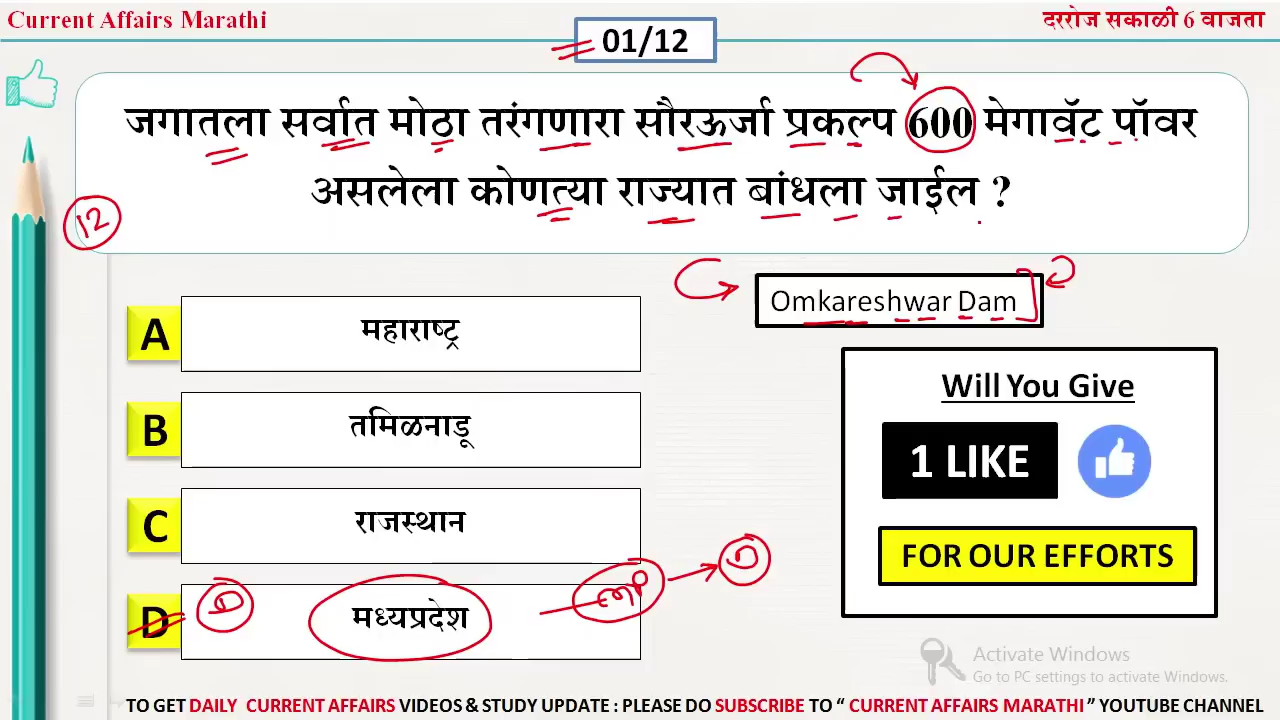 Current Affairs Marathi
दररोज सकाळी 6 वाजता
01/12
जगातला सर्वात मोठा तरंगणारा सौरऊर्जा प्रकल्प 600 मेगावॅट पॉवर
असलेला कोणत्या राज्यात बांधला जाईल ?
12
Omkareshwar Dam
A महाराष्ट्र
B तमिळनाडू
C राजस्थान
D मध्यप्रदेश
D
MP
D
Will You Give
1 LIKE
FOR OUR EFFORTS
Activate Windows
Go to PC settings to activate Windows.
TO GET DAILY CURRENT AFFAIRS VIDEOS & STUDY UPDATE : PLEASE DO SUBSCRIBE TO “ CURRENT AFFAIRS MARATHI ” YOUTUBE CHANNEL